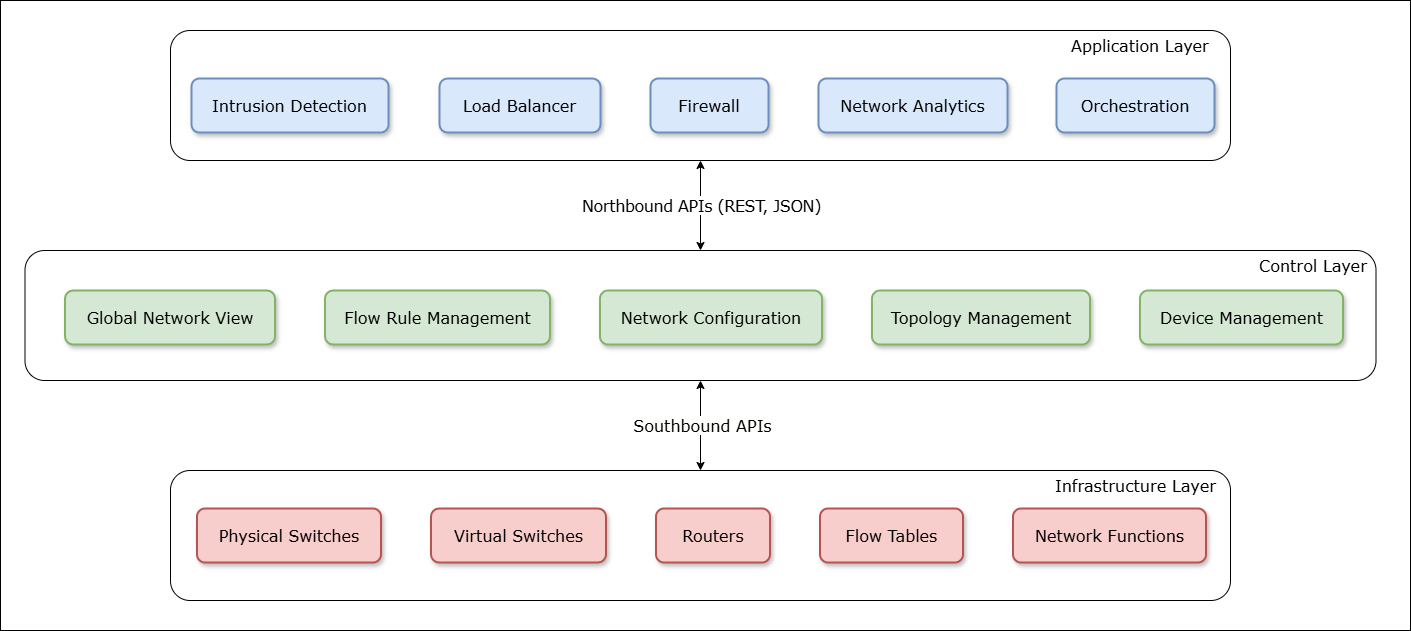 Application Layer
Intrusion Detection
Load Balancer
Firewall
Network Analytics
Orchestration
Northbound APIs (REST, JSON)
Control Layer
Global Network View
Flow Rule Management
Network Configuration
Topology Management
Device Management
Southbound APIs
Infrastructure Layer
Physical Switches
Virtual Switches
Routers
Flow Tables
Network Functions